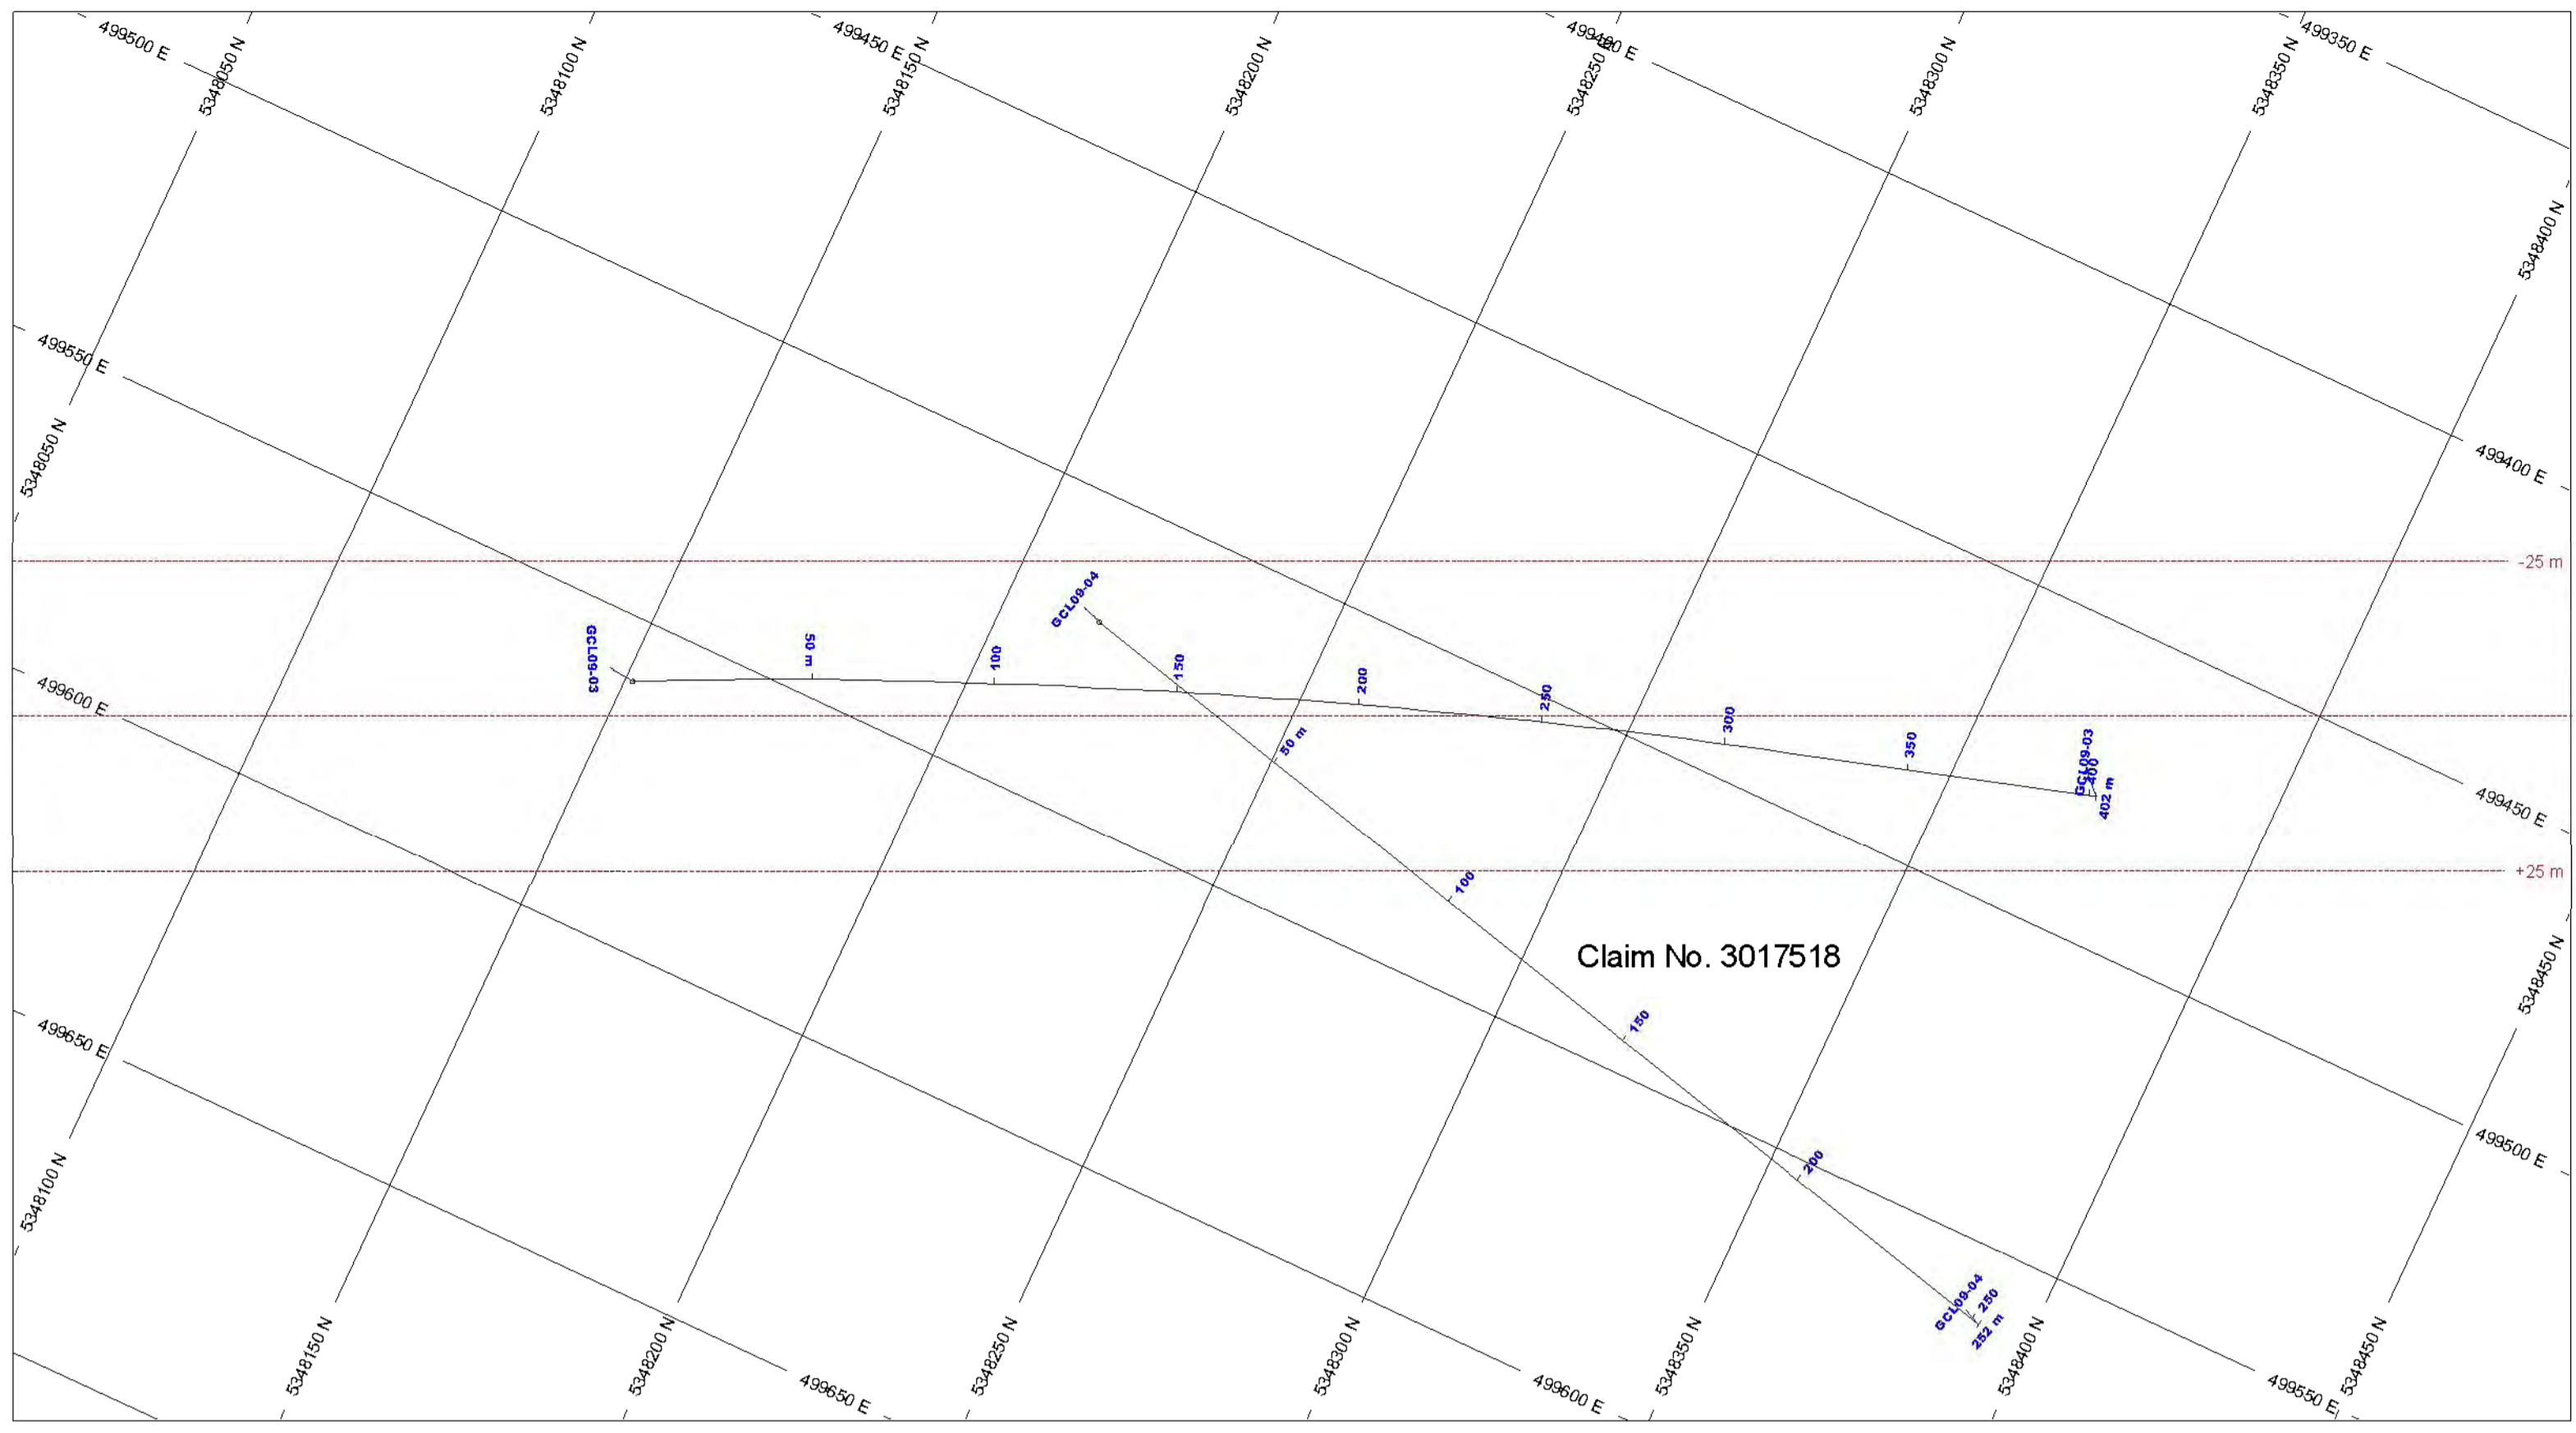 499500 E
5348050 N
5348100 N
499450 E
5348150 N
5348200 N
499400 E
5348250 N
5348300 N
499350 E
5348350 N
5348400 N
499550 E
5348050 N
499400 E
-25 m
GCL09-04
GCL09-03
50 m
100
150
200
250
300
350
GCL09-03
400
402 m
499600 E
50 m
499450 E
+25 m
100
Claim No. 3017518
5348450 N
150
499650 E
499500 E
5348100 N
200
GCL09-04
250
252 m
5348150 N
5348200 N
499650 E
5348250 N
5348300 N
499600 E
5348350 N
5348400 N
499550 E
5348450 N